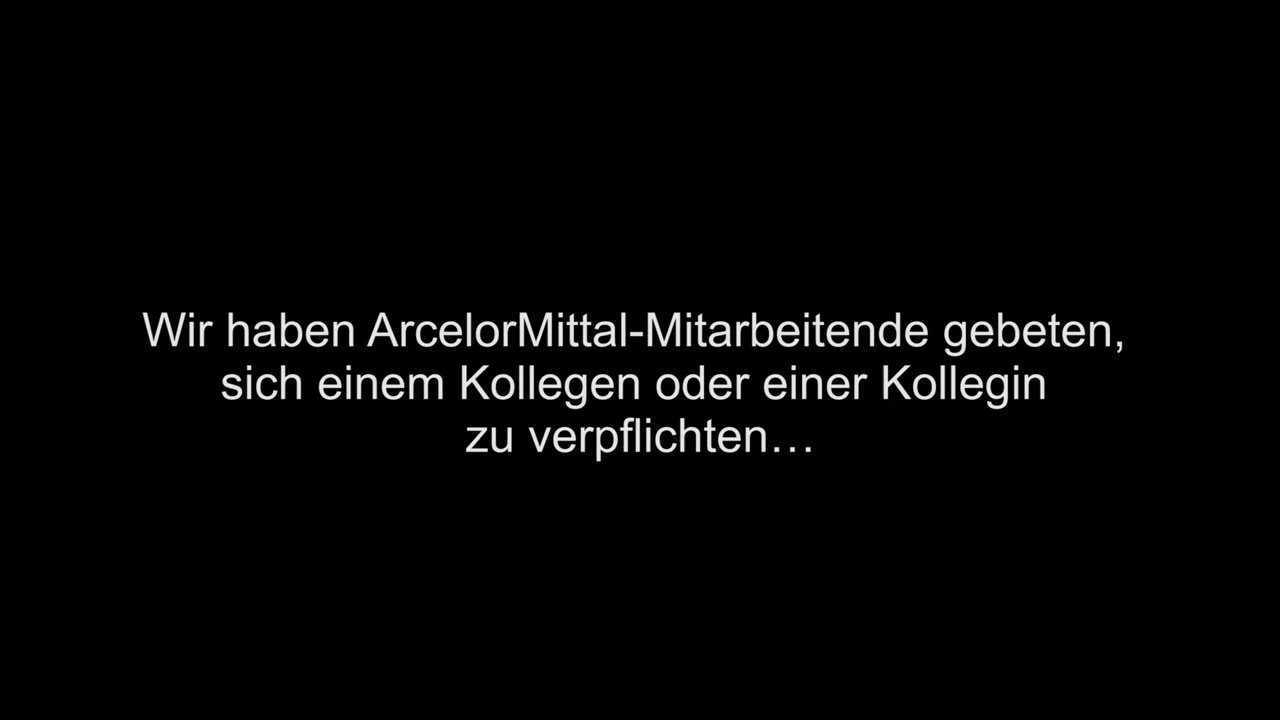 Wir haben ArcelorMittal-Mitarbeitende gebeten,
sich einem Kollegen oder einer Kollegin
zu verpflichten…